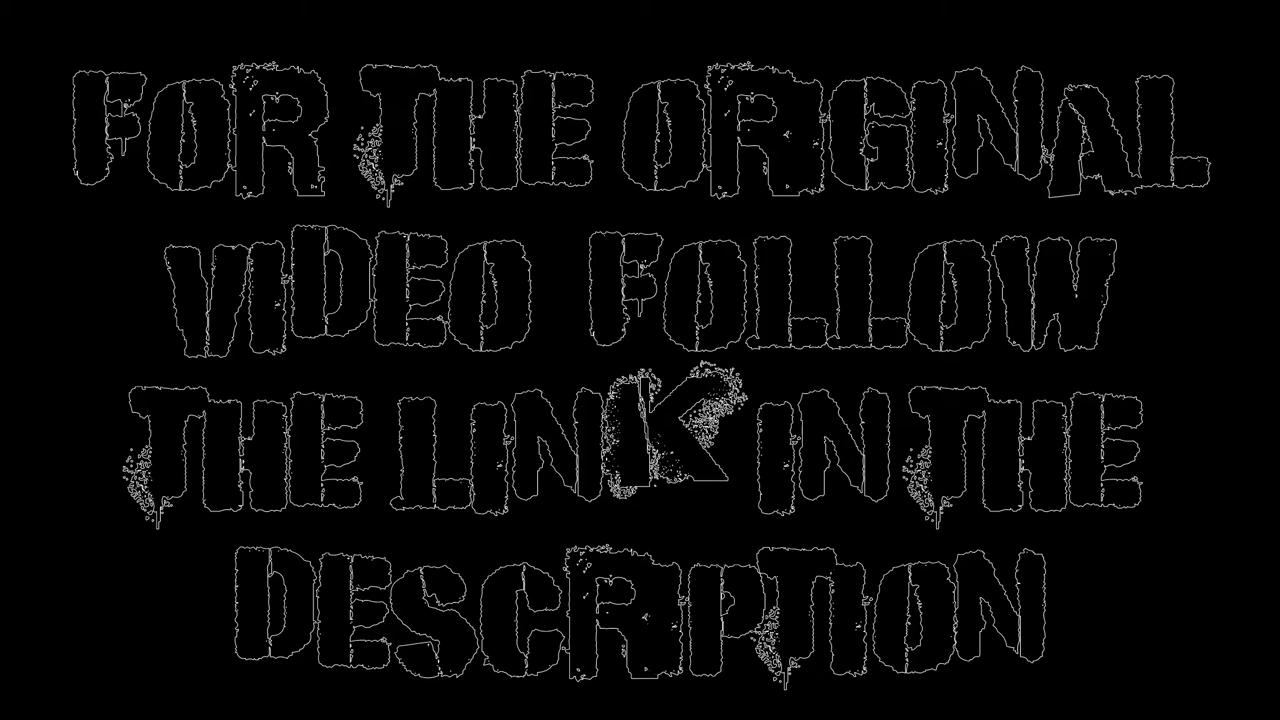 FOR THE ORIGINAL
VIDEO FOLLOW
THE LINK IN THE
DESCRIPTION